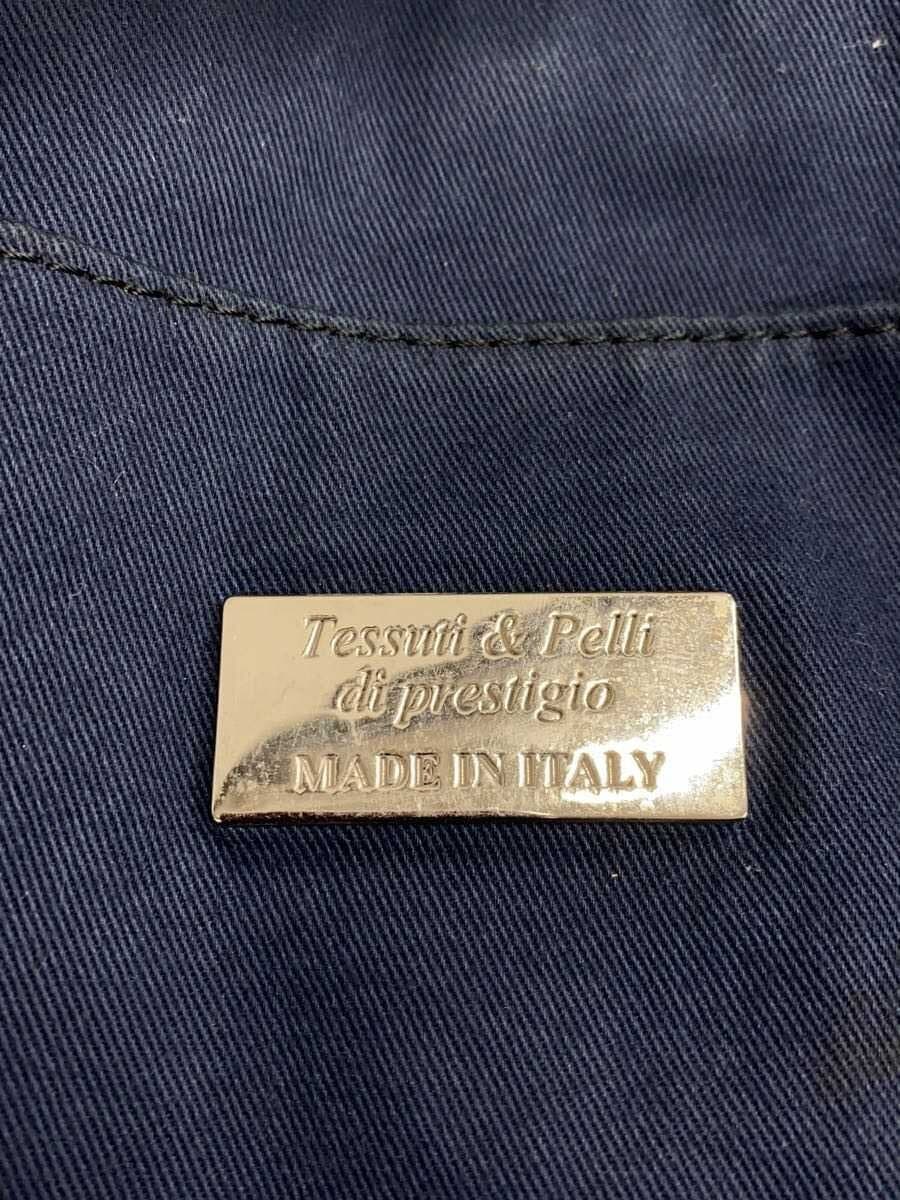 Tessuti & Pelli
di prestigio
MADE IN ITALY